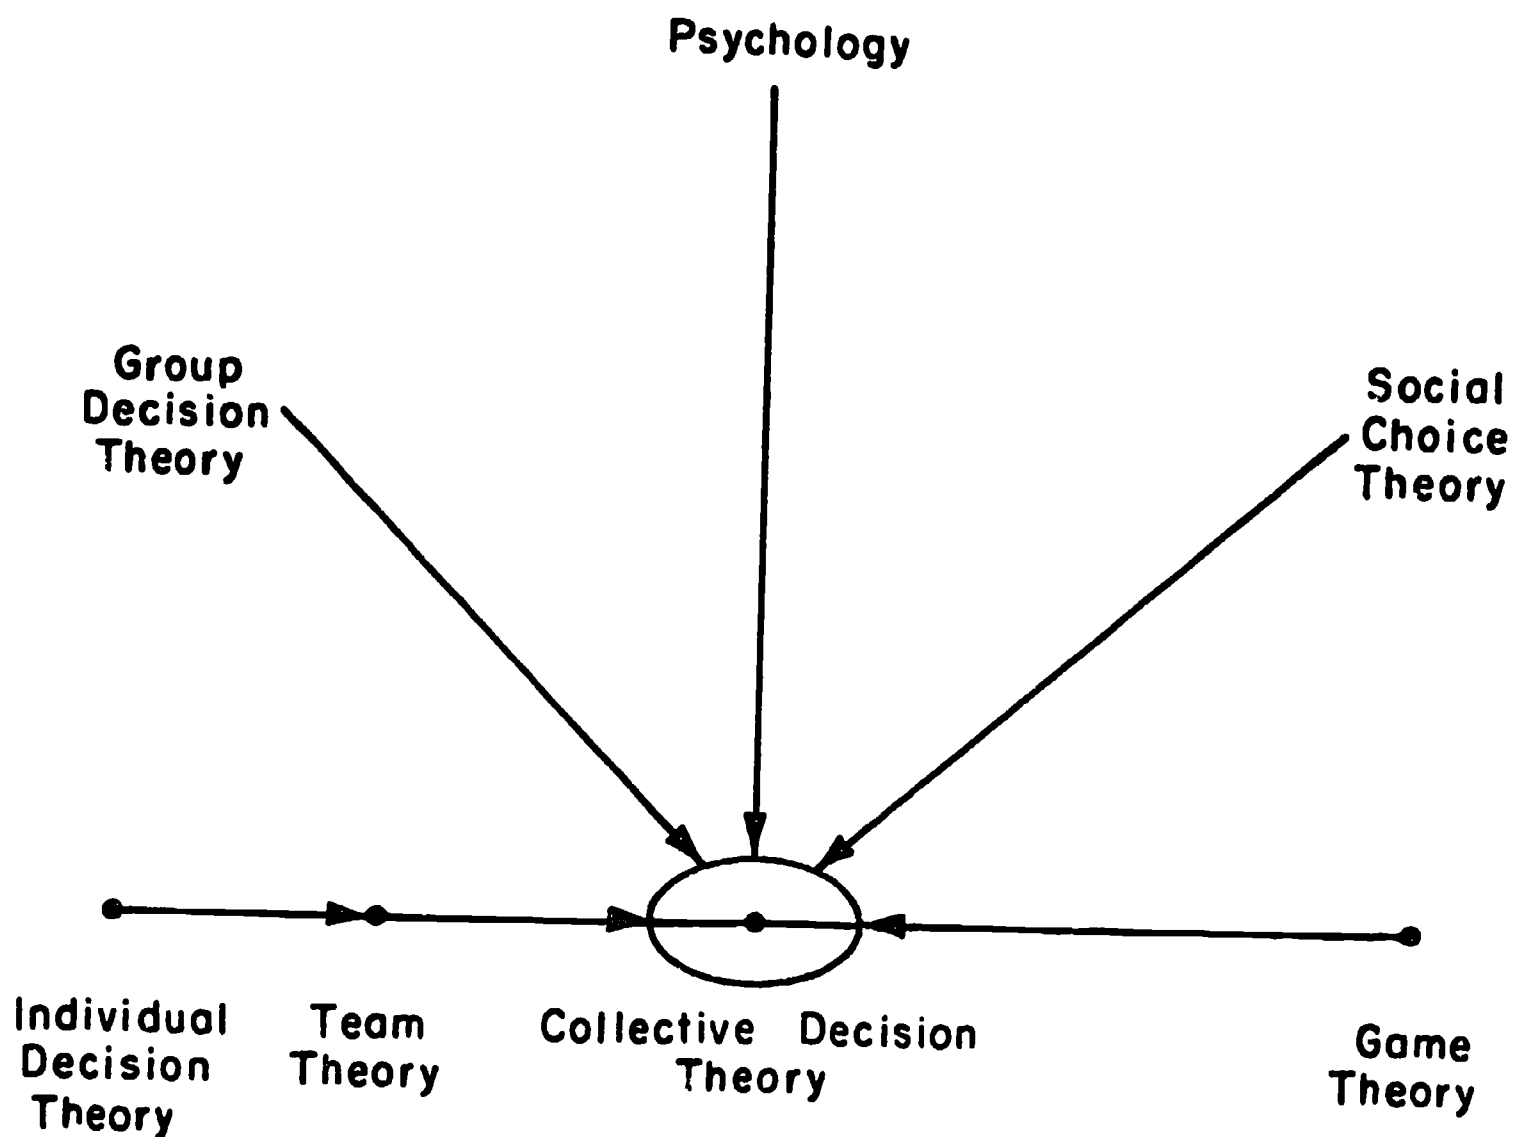 Psychology
Group
Decision
Theory
Social
Choice
Theory
Individual
Decision
Theory
Team
Theory
Collective Decision
Theory
Game
Theory